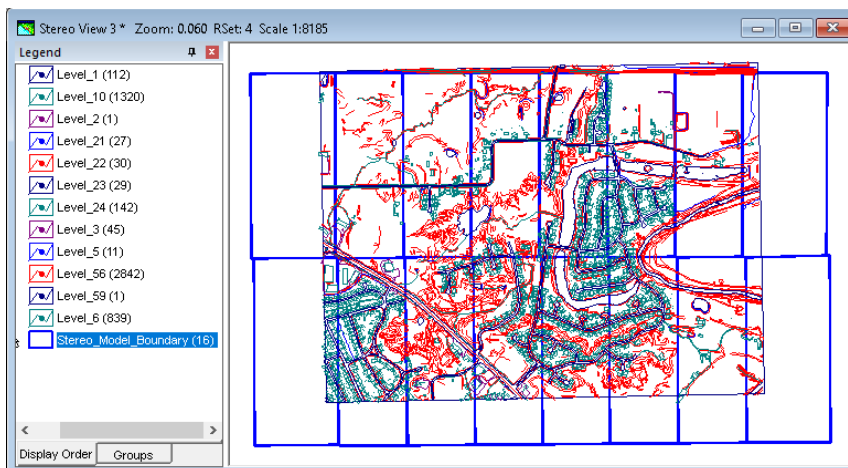 Stereo View 3 * Zoom: 0.060 RSet: 4 Scale 1:8185
Legend
Level_1 (112)
Level_10 (1320)
Level_2 (1)
Level_21 (27)
Level_22 (30)
Level_23 (29)
Level_24 (142)
Level_3 (45)
Level_5 (11)
Level_56 (2842)
Level_59 (1)
Level_6 (839)
Stereo_Model_Boundary (16)
Display Order Groups